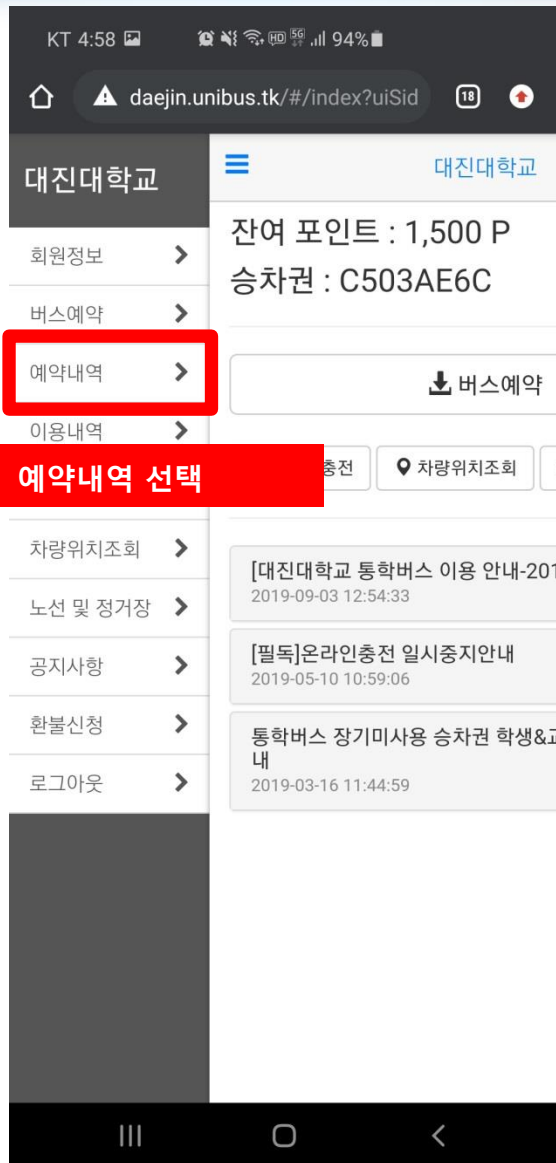 KT 4:58 94%
daejin.unibus.tk/#/index?uiSid 18
대진대학교
회원정보
버스예약
예약내역
이용내역
예약내역 선택
차량위치조회
노선 및 정거장
공지사항
환불신청
로그아웃
대진대학교
잔여 포인트 : 1,500 P
승차권 : C503AE6C
버스예약
충전 차량위치조회
[대진대학교 통학버스 이용 안내-201
2019-09-03 12:54:33
[필독]온라인충전 일시중지안내
2019-05-10 10:59:06
통학버스 장기미사용 승차권 학생&
내
2019-03-16 11:44:59